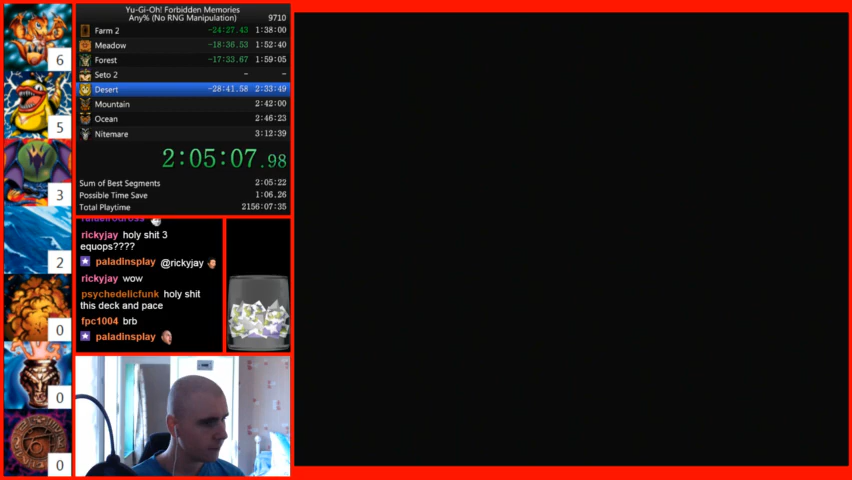 Yu-Gi-Oh! Forbidden Memories
Any% (No RNG Manipulation) 9710
Farm 2 -24:27.43 1:38:00
Meadow -18:36.53 1:52:40
Forest -17:33.67 1:59:05
Seto 2 - -
Desert -28:41.58 2:33:49
Mountain 2:42:00
Ocean 2:46:23
Nitemare 3:12:39
2:05:07.98
Sum of Best Segments 2:05:22
Possible Time Save 1:06.26
Total Playtime 2156:07:35
rickyjay holy shit 3
equops????
paladinsplay @rickyjay
rickyjay wow
psychedelicfunk holy shit
this deck and pace
fpc1004 brb
paladinsplay
6
5
3
2
0
0
0